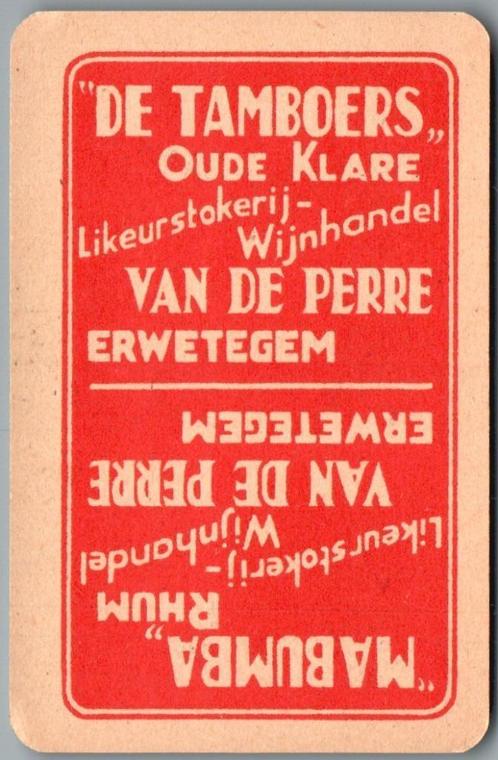 "DE TAMBOERS„
OUDE KLARE
Likeurstokerij-
Wijnhandel
VAN DE PERRE
ERWETEGEM
"MABUMBA„
RHUM
Likeurstokerij-
Wijnhandel
VAN DE PERRE
ERWETEGEM